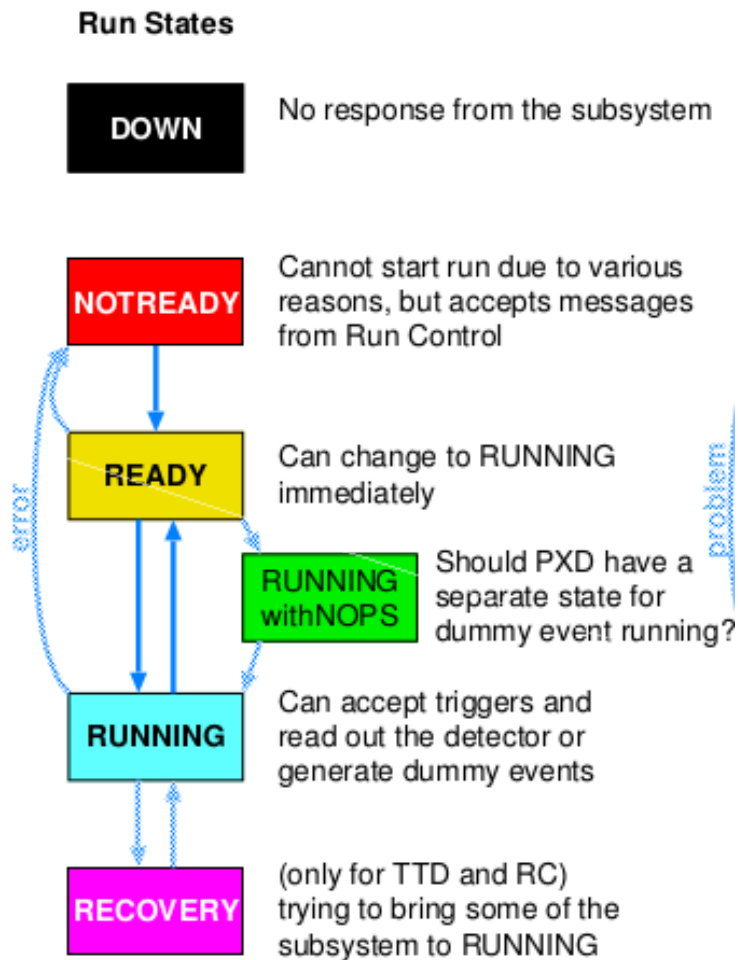 Run States
DOWN
No response from the subsystem
NOTREADY
Cannot start run due to various
reasons, but accepts messages
from Run Control
READY
Can change to RUNNING
immediately
error
problem
RUNNING
withNOPS
Should PXD have a
separate state for
dummy event running?
RUNNING
Can accept triggers and
read out the detector or
generate dummy events
RECOVERY
(only for TTD and RC)
trying to bring some of the
subsystem to RUNNING